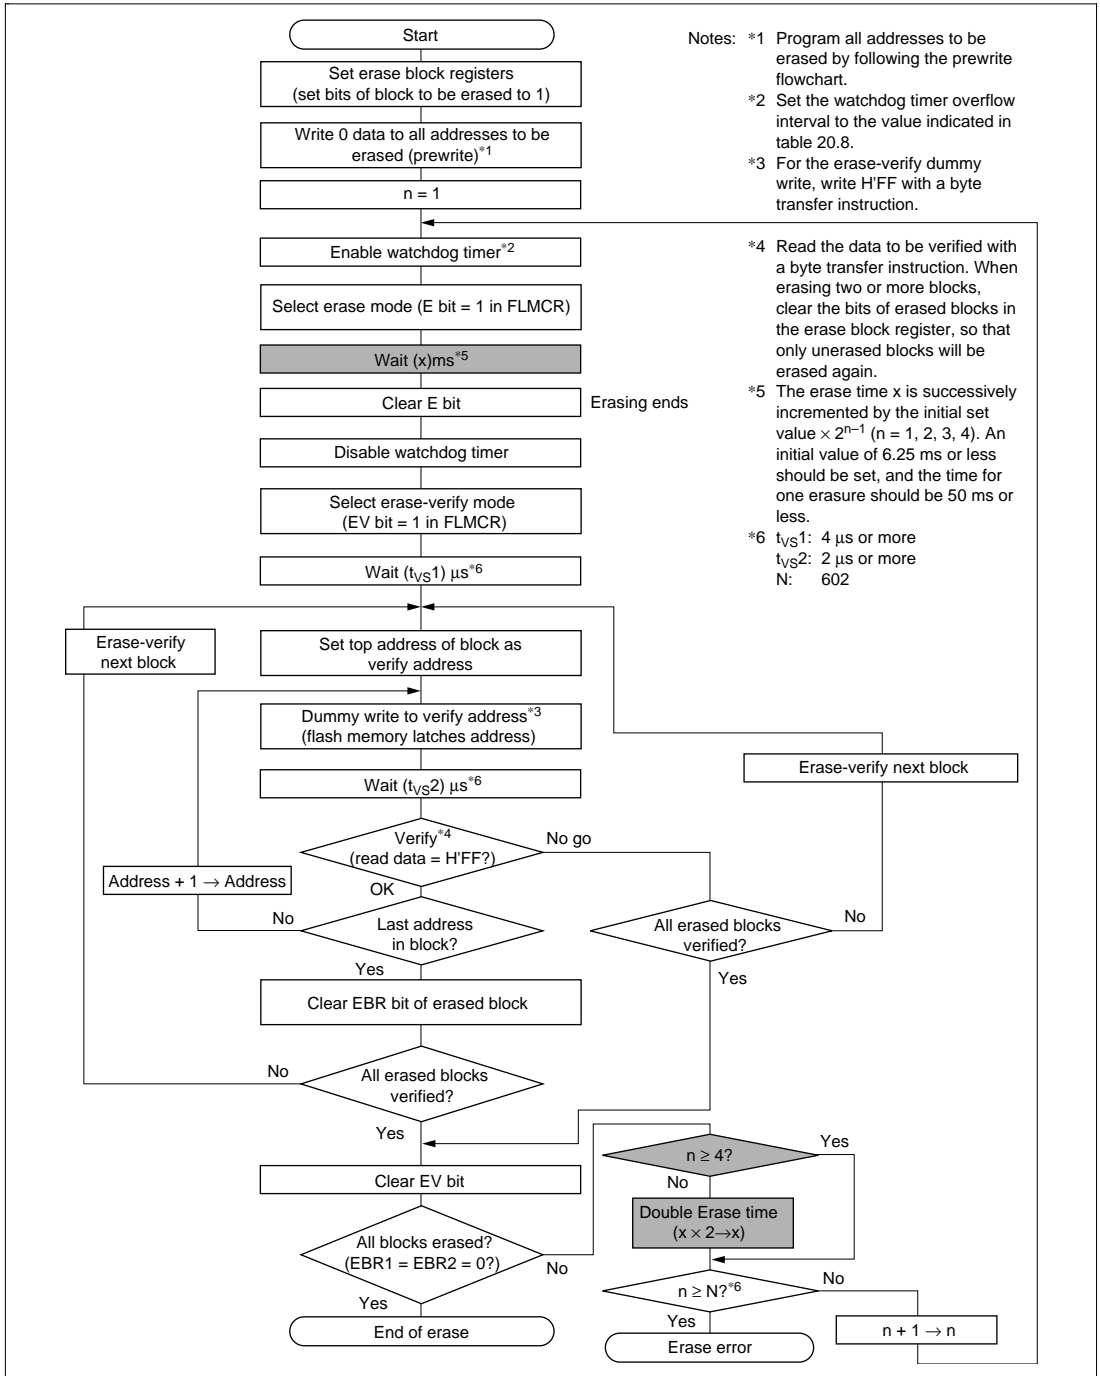 Start
Set erase block registers
(set bits of block to be erased to 1)
Write 0 data to all addresses to be
erased (prewrite)*1
n = 1
Enable watchdog timer*2
Select erase mode (E bit = 1 in FLMCR)
Wait (x)ms*5
Clear E bit
Erasing ends
Disable watchdog timer
Select erase-verify mode
(EV bit = 1 in FLMCR)
Wait (tVS1) μs*6
Erase-verify
next block
Set top address of block as
verify address
Dummy write to verify address*3
(flash memory latches address)
Erase-verify next block
Wait (tVS2) μs*6
Verify*4
(read data = H'FF?)
No go
OK
Address + 1 → Address
No
Last address
in block?
Yes
All erased blocks
verified?
No
Yes
Clear EBR bit of erased block
No
All erased blocks
verified?
Yes
Clear EV bit
n ≥ 4?
Yes
No
Double Erase time
(x × 2→x)
All blocks erased?
(EBR1 = EBR2 = 0?)
No
Yes
End of erase
n ≥ N?*6
No
Yes
n + 1 → n
Erase error
Notes: *1 Program all addresses to be
erased by following the prewrite
flowchart.
*2 Set the watchdog timer overflow
interval to the value indicated in
table 20.8.
*3 For the erase-verify dummy
write, write H'FF with a byte
transfer instruction.
*4 Read the data to be verified with
a byte transfer instruction. When
erasing two or more blocks,
clear the bits of erased blocks in
the erase block register, so that
only unerased blocks will be
erased again.
*5 The erase time x is successively
incremented by the initial set
value × 2n–1 (n = 1, 2, 3, 4). An
initial value of 6.25 ms or less
should be set, and the time for
one erasure should be 50 ms or
less.
*6 tVS1: 4 μs or more
tVS2: 2 μs or more
N: 602